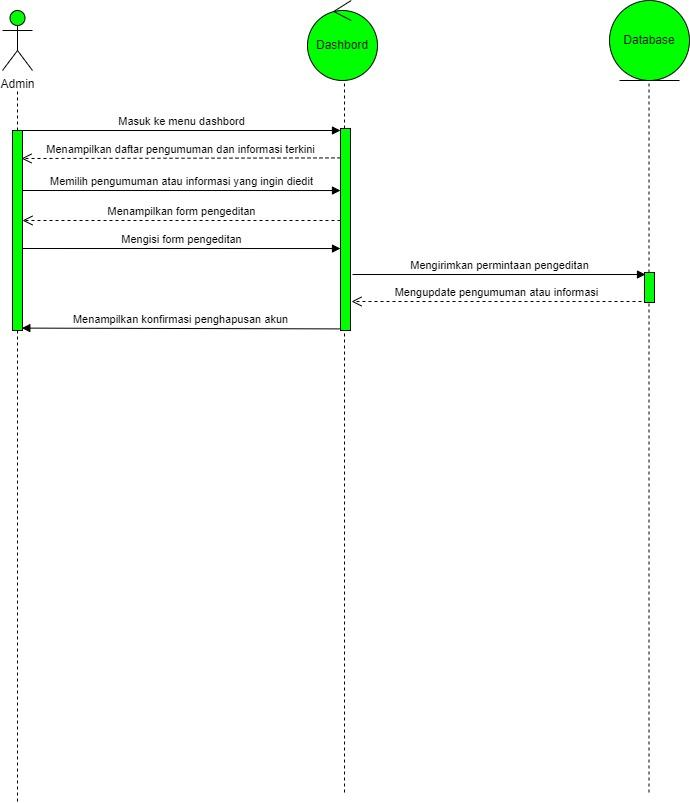 Dashbord
Database
Admin
Masuk ke menu dashbord
Menampilkan daftar pengumuman dan informasi terkini
Memilih pengumuman atau informasi yang ingin diedit
Menampilkan form pengeditan
Mengisi form pengeditan
Mengirimkan permintaan pengeditan
Mengupdate pengumuman atau informasi
Menampilkan konfirmasi penghapusan akun